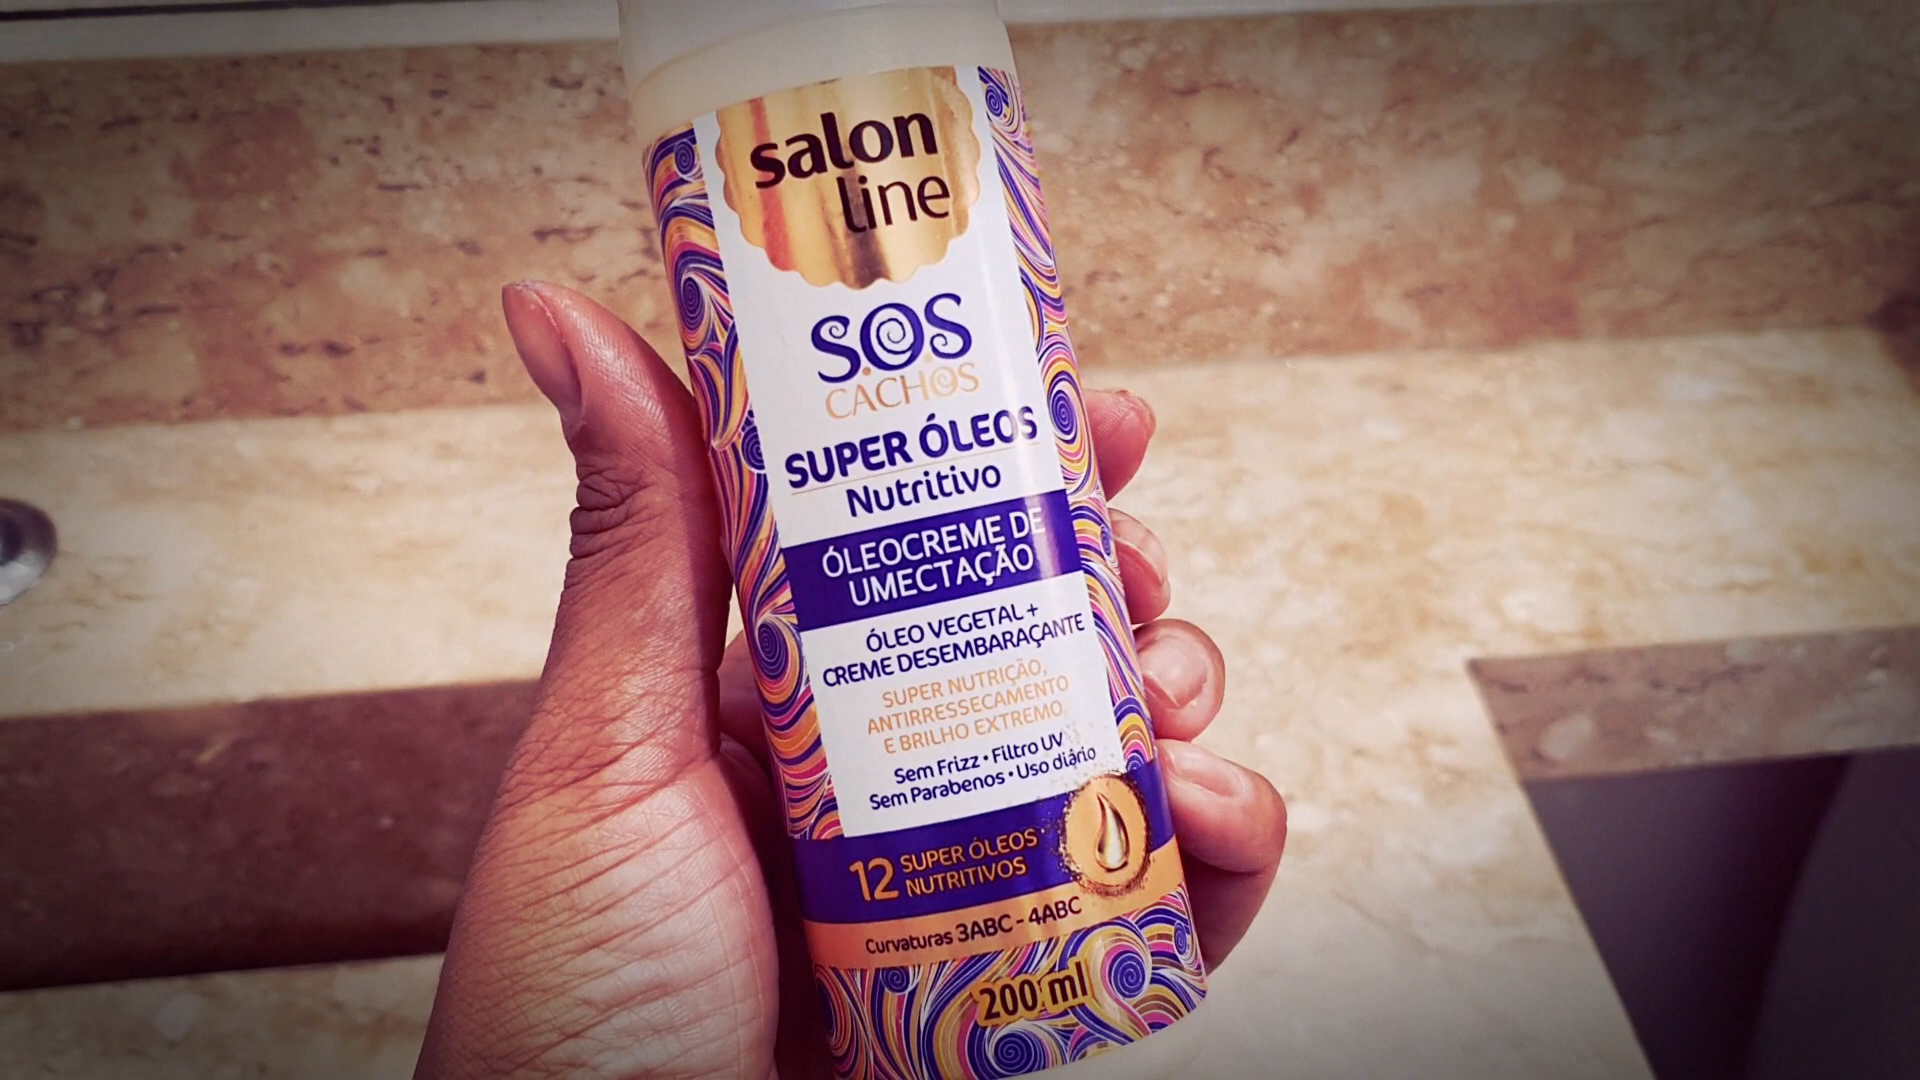 salon
line
S.O.S
CACHOS
SUPER ÓLEOS
Nutritivo
ÓLEOCREME DE
UMECTAÇÃO
ÓLEO VEGETAL +
CREME DESEMBARAÇANTE
SUPER NUTRIÇÃO,
ANTIRRESSECAMENTO
E BRILHO EXTREMO
Sem Frizz • Filtro UV
Sem Parabenos • Uso diário
12 SUPER ÓLEOS
NUTRITIVOS
Curvaturas 3ABC - 4ABC
200 ml